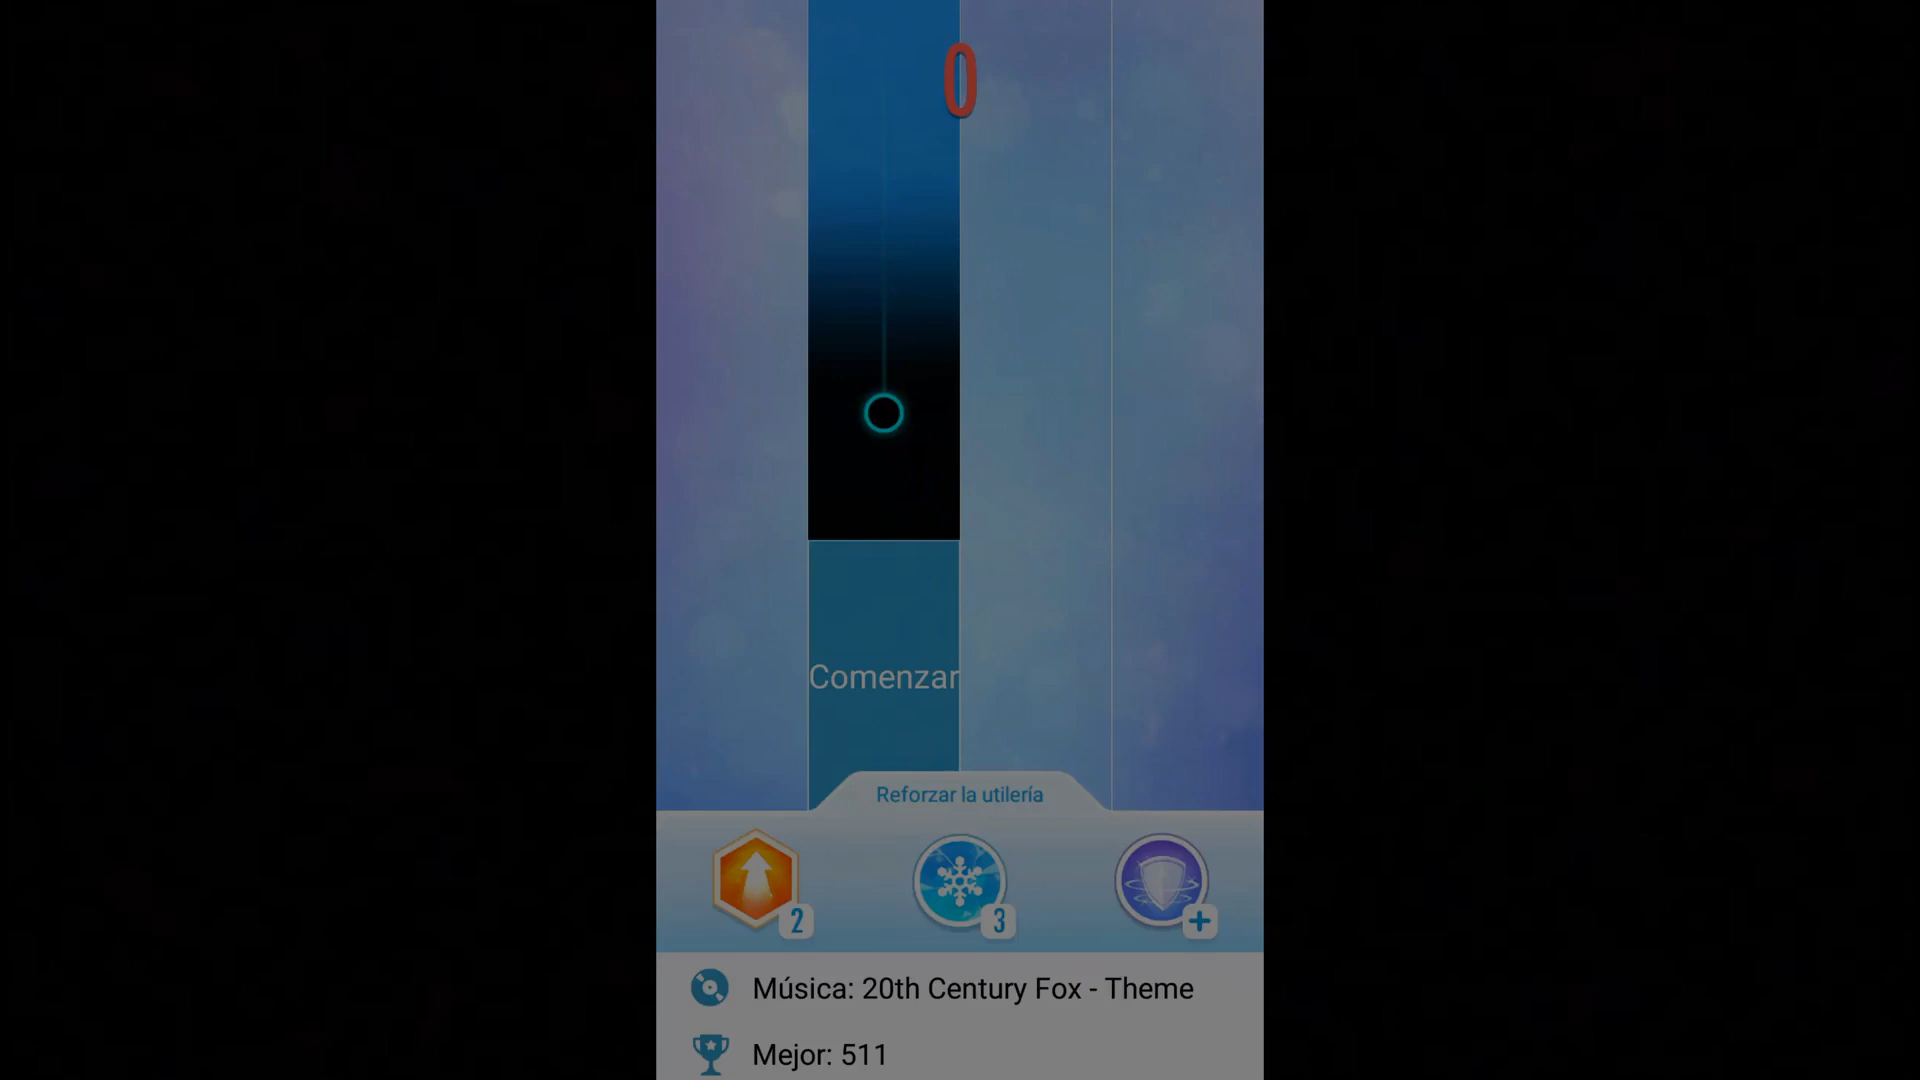 0
Comenzar
Reforzar la utilería
2
3
+
Música: 20th Century Fox - Theme
Mejor: 511